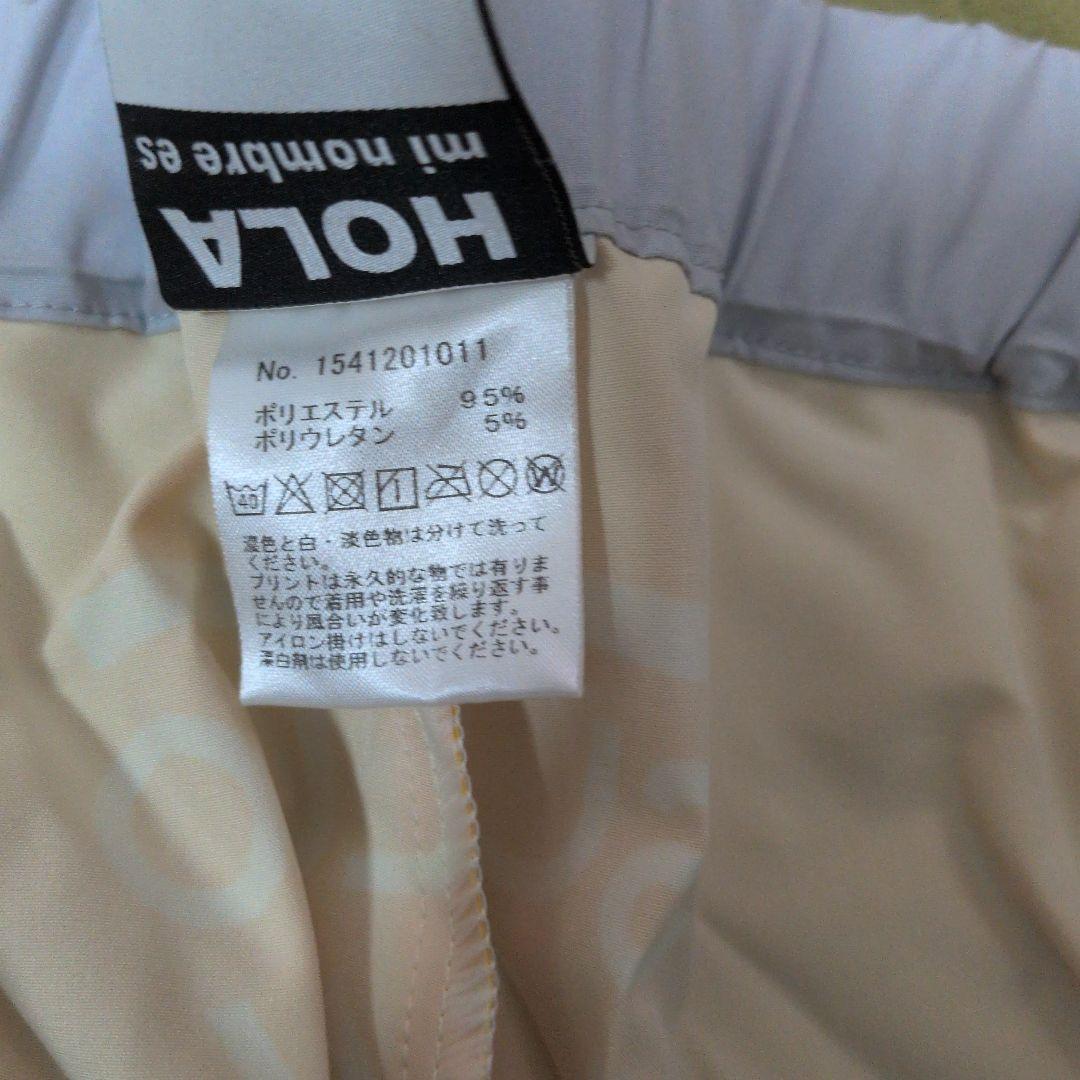 HOLA
mi nombre es
No. 1541201011
ポリエステル 95%
ポリウレタン 5%
40
濃色と白・淡色物は分けて洗って
ください。
プリントは永久的な物では有りま
せんので着用や洗濯を繰り返す事
により風合いが変化致します。
アイロン掛けはしないでください。
漂白剤は使用しないでください。